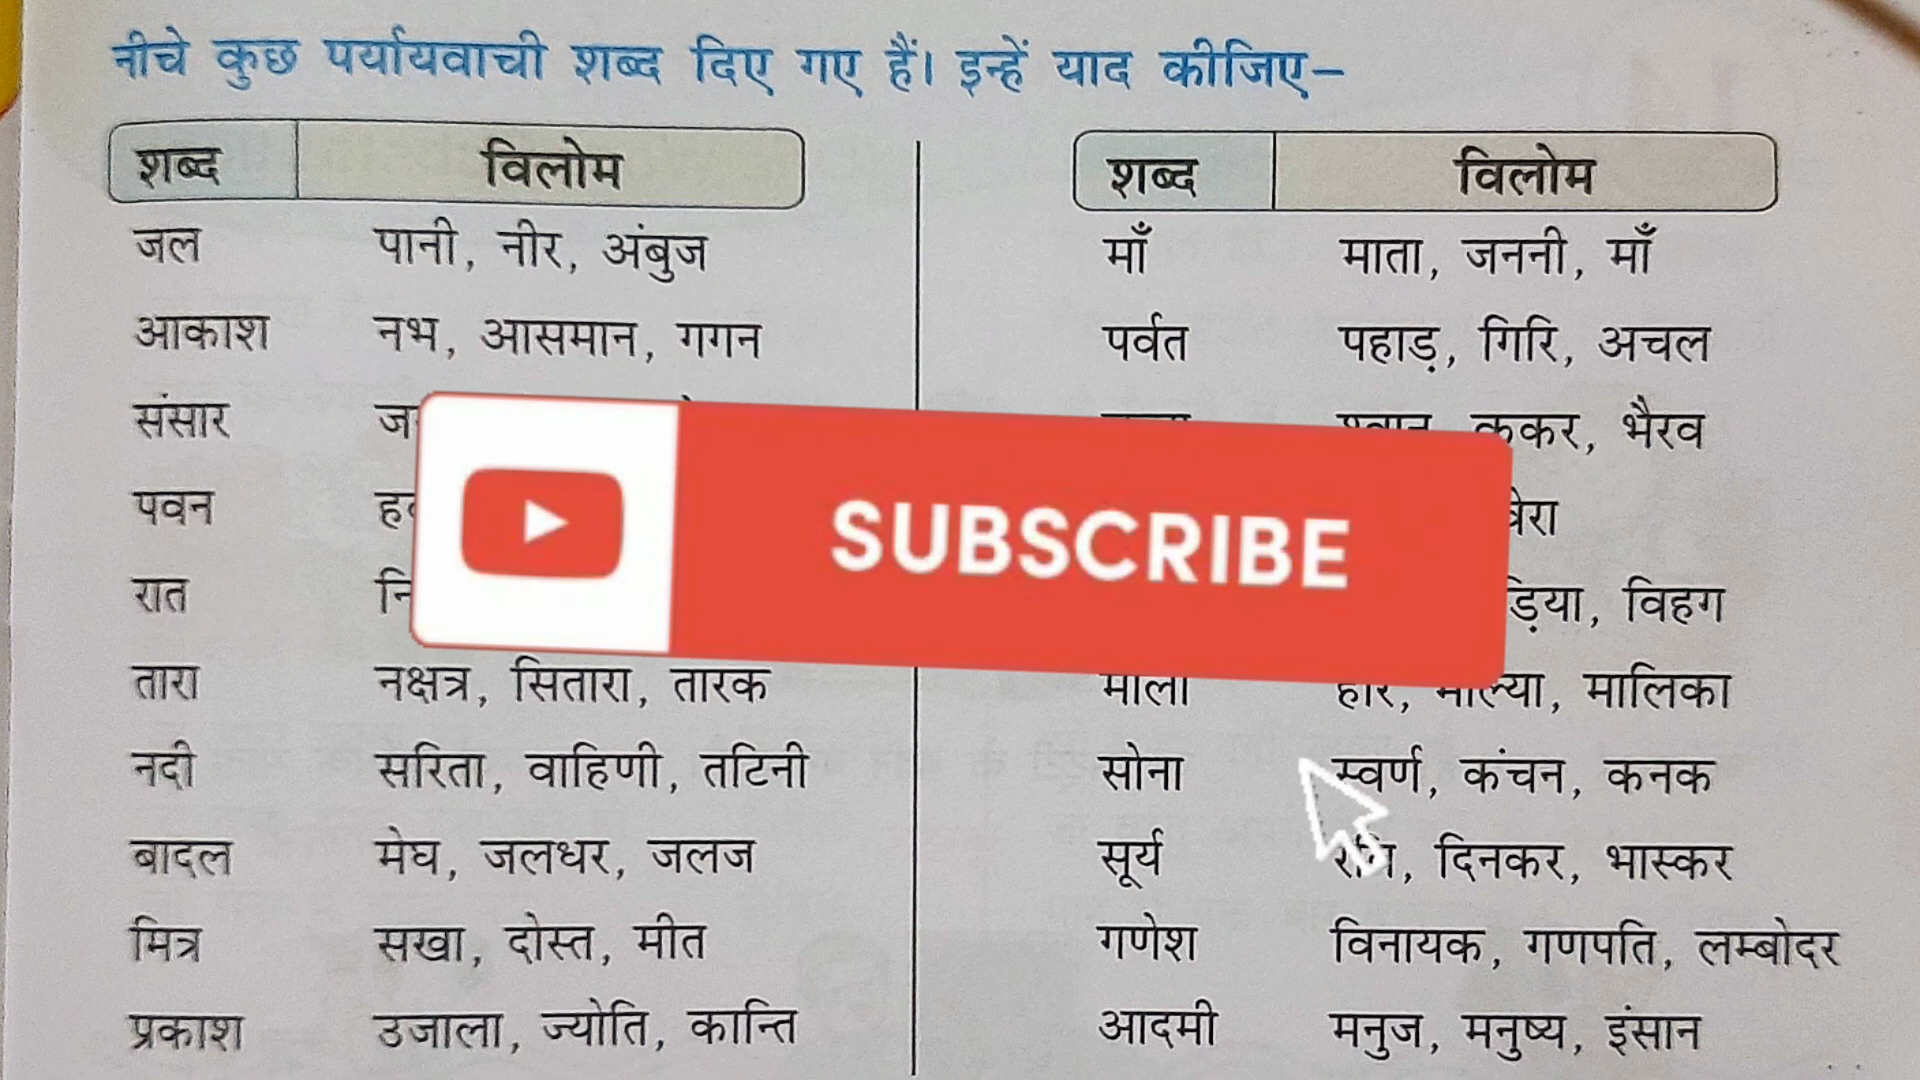 नीचे कुछ पर्यायवाची शब्द दिए गए हैं। इन्हें याद कीजिए–
शब्द विलोम
जल पानी, नीर, अंबुज
आकाश नभ, आसमान, गगन
संसार
पवन
रात
तारा नक्षत्र, सितारा, तारक
नदी सरिता, वाहिणी, तटिनी
बादल मेघ, जलधर, जलज
मित्र सखा, दोस्त, मीत
प्रकाश उजाला, ज्योति, कान्ति
शब्द विलोम
माँ माता, जननी, माँ
पर्वत पहाड़, गिरि, अचल
भैरव
विहग
माला हार, माल्या, मालिका
सोना स्वर्ण, कंचन, कनक
सूर्य दिनकर, भास्कर
गणेश विनायक, गणपति, लम्बोदर
आदमी मनुज, मनुष्य, इंसान
SUBSCRIBE